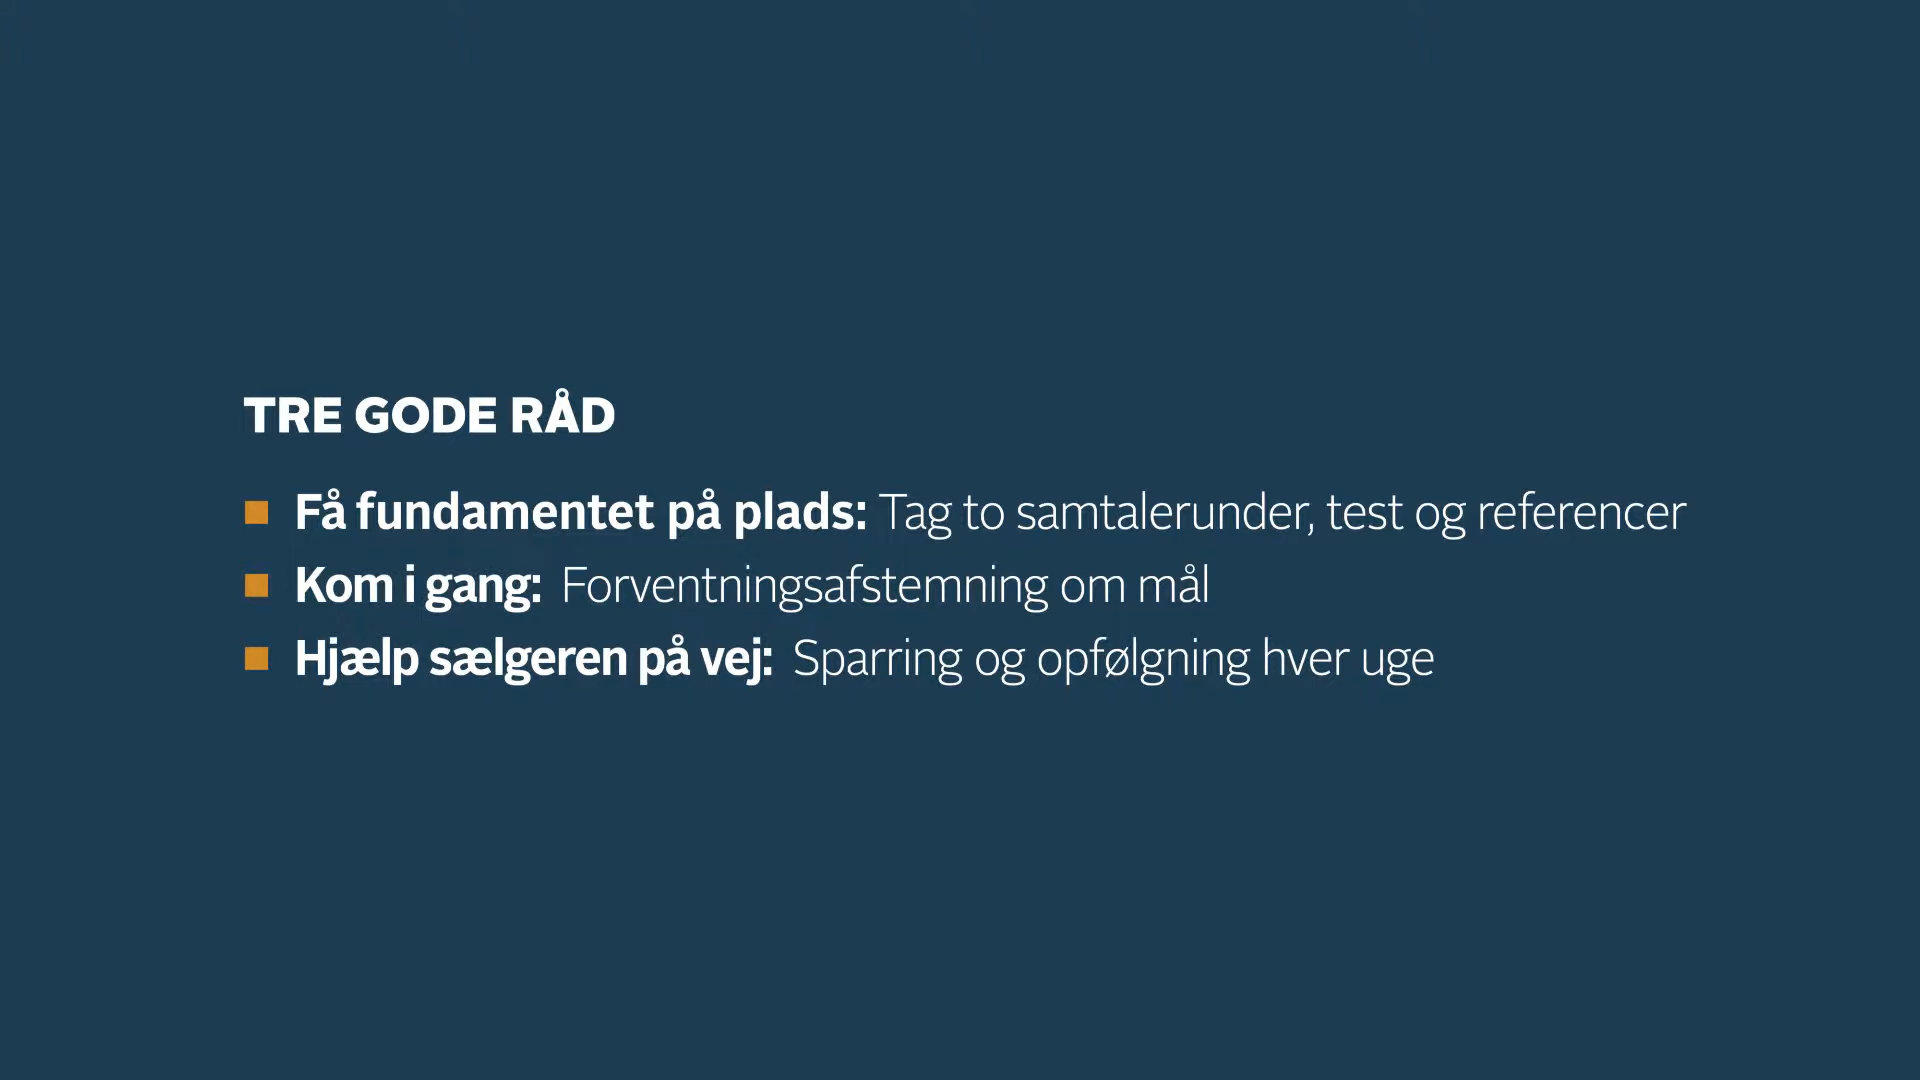 TRE GODE RÅD
Få fundamentet på plads: Tag to samtalerunder, test og referencer
Kom i gang: Forventningsafstemning om mål
Hjælp sælgeren på vej: Sparring og opfølgning hver uge